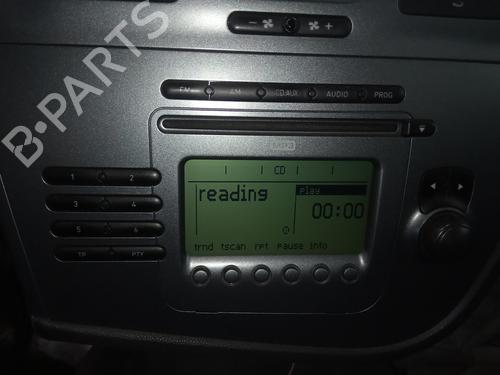 B-PARTS
- +
FM AM CD/AUX AUDIO PROG
MP3
1 2
3 4
5 6
TP PTY
CD
reading play
00:00
trnd tscan rpt pause info